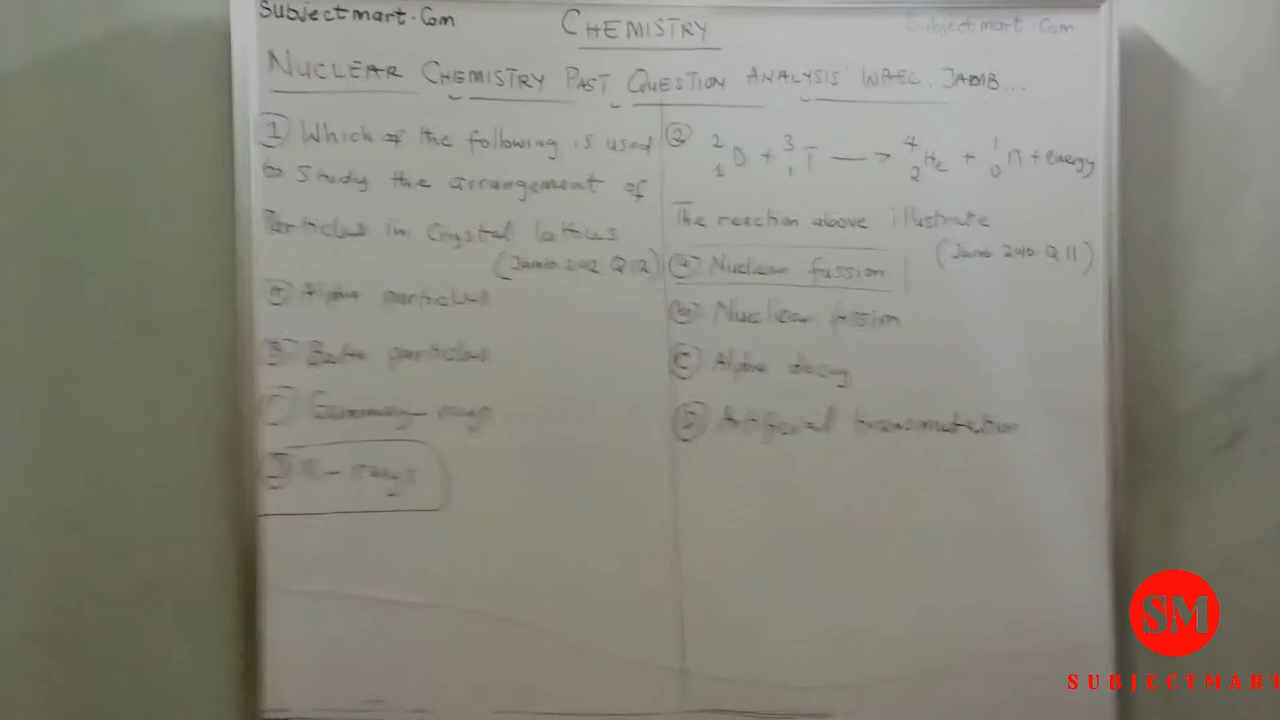 Subjectmart.Com
CHEMISTRY
Subjectmart.Com
NUCLEAR CHEMISTRY PAST QUESTION ANALYSIS WAEC, JAMB...
① Which of the following is used
to study the arrangement of
Particles in Crystal lattices
Q12)
Ⓐ Alpha particles
Ⓑ Beta particles
Ⓒ rays
Ⓓ X-rays
② ²₁D + ³₁T → ⁴₂He + ¹₀n + energy
The reaction above illustrate
(Jamb 2010 Q11)
Ⓐ Nuclear fussion
Ⓑ Nuclear fission
Ⓒ Alpha decay
Ⓓ Artificial transmutation
SM
SUBJECTMART